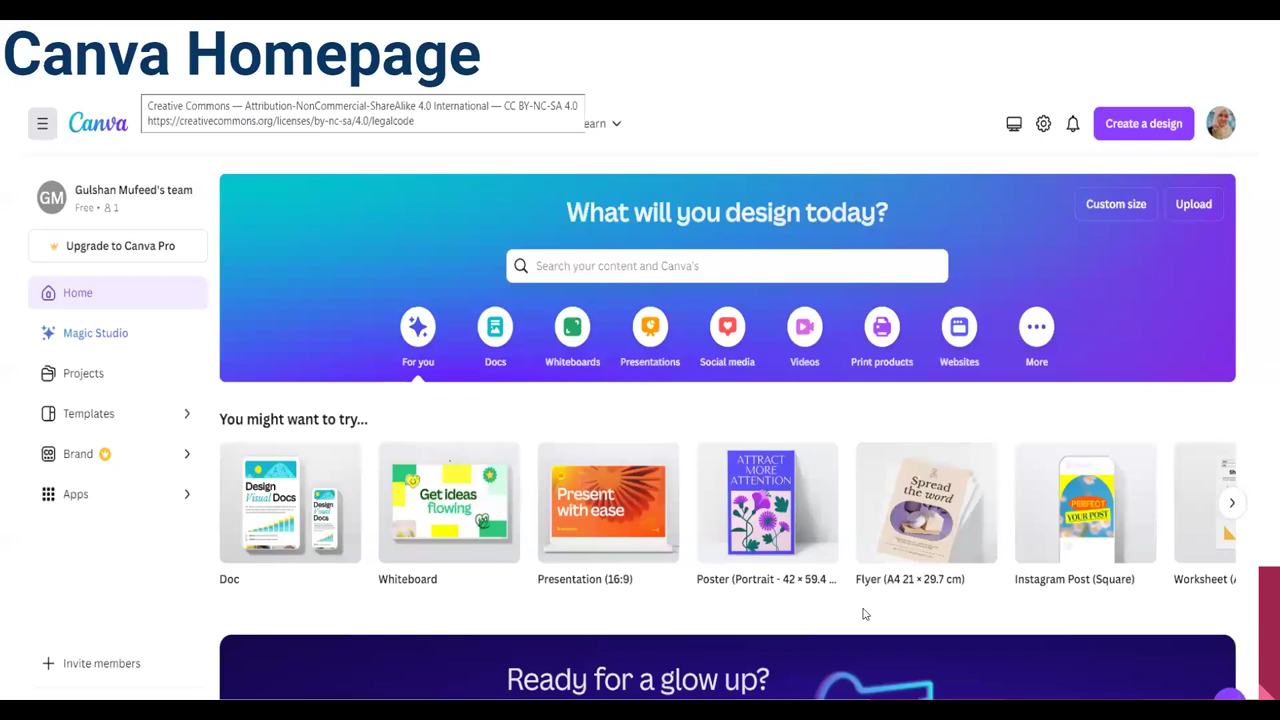 Canva Homepage
Creative Commons — Attribution-NonCommercial-ShareAlike 4.0 International — CC BY-NC-SA 4.0
https://creativecommons.org/licenses/by-nc-sa/4.0/legalcode
Canva
earn
Create a design
GM
Gulshan Mufeed's team
Free • 1
Upgrade to Canva Pro
Home
Magic Studio
Projects
Templates
Brand
Apps
Invite members
What will you design today?
Custom size
Upload
Search your content and Canva's
For you
Docs
Whiteboards
Presentations
Social media
Videos
Print products
Websites
More
You might want to try...
Design
Visual Docs
Design
Visual
Docs
Get ideas
flowing
Present
with ease
ATTRACT
MORE
ATTENTION
Spread
the word
PERFECT
YOUR POST
Doc
Whiteboard
Presentation (16:9)
Poster (Portrait - 42 × 59.4 ...
Flyer (A4 21 × 29.7 cm)
Instagram Post (Square)
Worksheet (
Ready for a glow up?